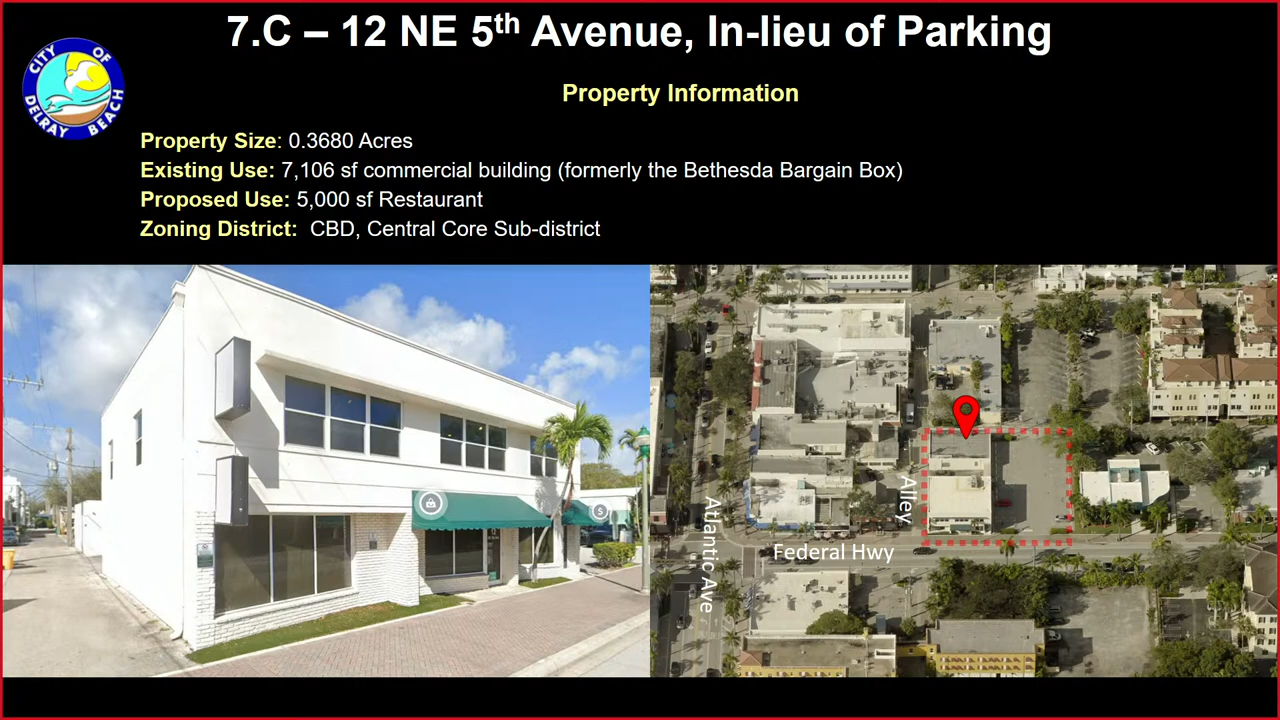 7.C – 12 NE 5th Avenue, In-lieu of Parking
CITY OF
DELRAY BEACH
Property Information
Property Size: 0.3680 Acres
Existing Use: 7,106 sf commercial building (formerly the Bethesda Bargain Box)
Proposed Use: 5,000 sf Restaurant
Zoning District: CBD, Central Core Sub-district
Alley
Atlantic Ave
Federal Hwy